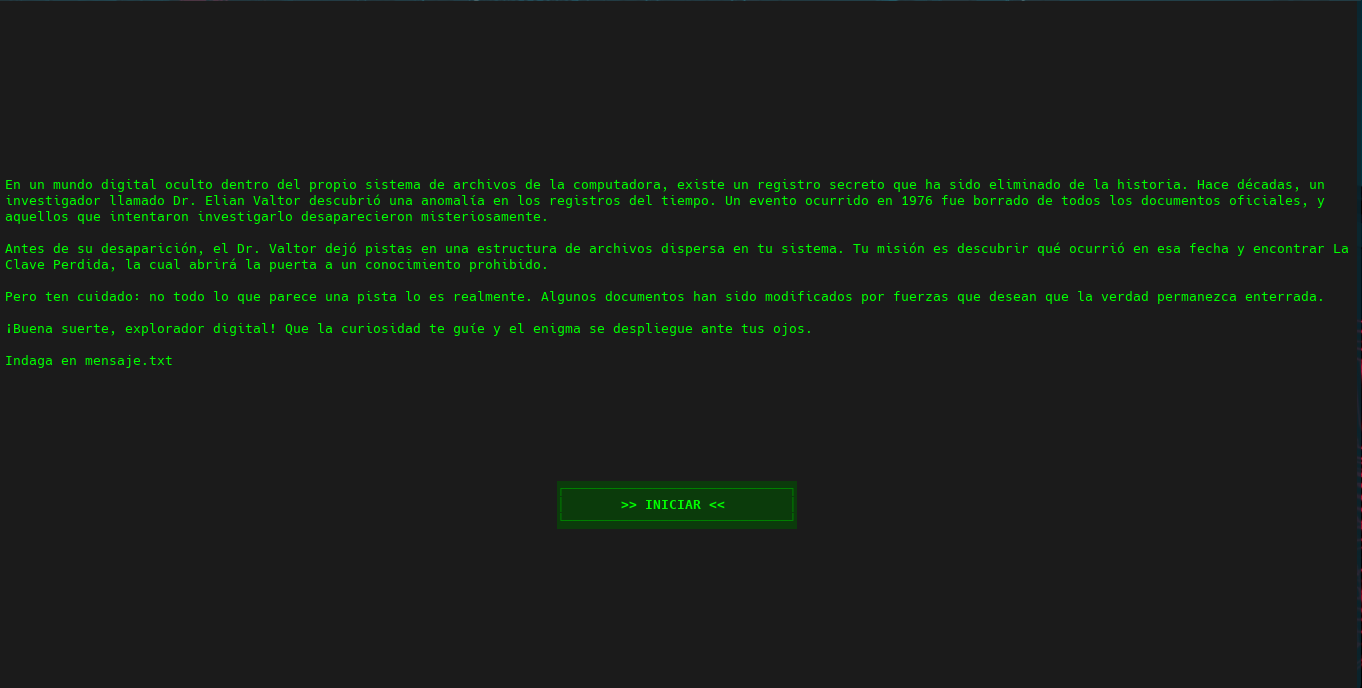 En un mundo digital oculto dentro del propio sistema de archivos de la computadora, existe un registro secreto que ha sido eliminado de la historia. Hace décadas, un
investigador llamado Dr. Elian Valtor descubrió una anomalía en los registros del tiempo. Un evento ocurrido en 1976 fue borrado de todos los documentos oficiales, y
aquellos que intentaron investigarlo desaparecieron misteriosamente.
Antes de su desaparición, el Dr. Valtor dejó pistas en una estructura de archivos dispersa en tu sistema. Tu misión es descubrir qué ocurrió en esa fecha y encontrar La
Clave Perdida, la cual abrirá la puerta a un conocimiento prohibido.
Pero ten cuidado: no todo lo que parece una pista lo es realmente. Algunos documentos han sido modificados por fuerzas que desean que la verdad permanezca enterrada.
¡Buena suerte, explorador digital! Que la curiosidad te guíe y el enigma se despliegue ante tus ojos.
Indaga en mensaje.txt
>> INICIAR <<